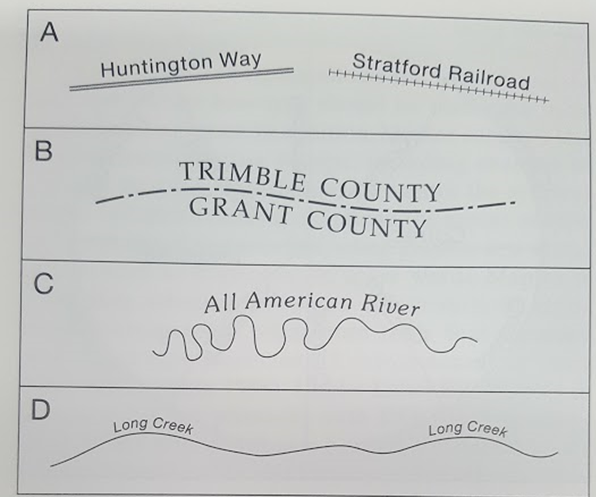 A
Huntington Way
Stratford Railroad
B
TRIMBLE COUNTY
GRANT COUNTY
C
All American River
D
Long Creek
Long Creek